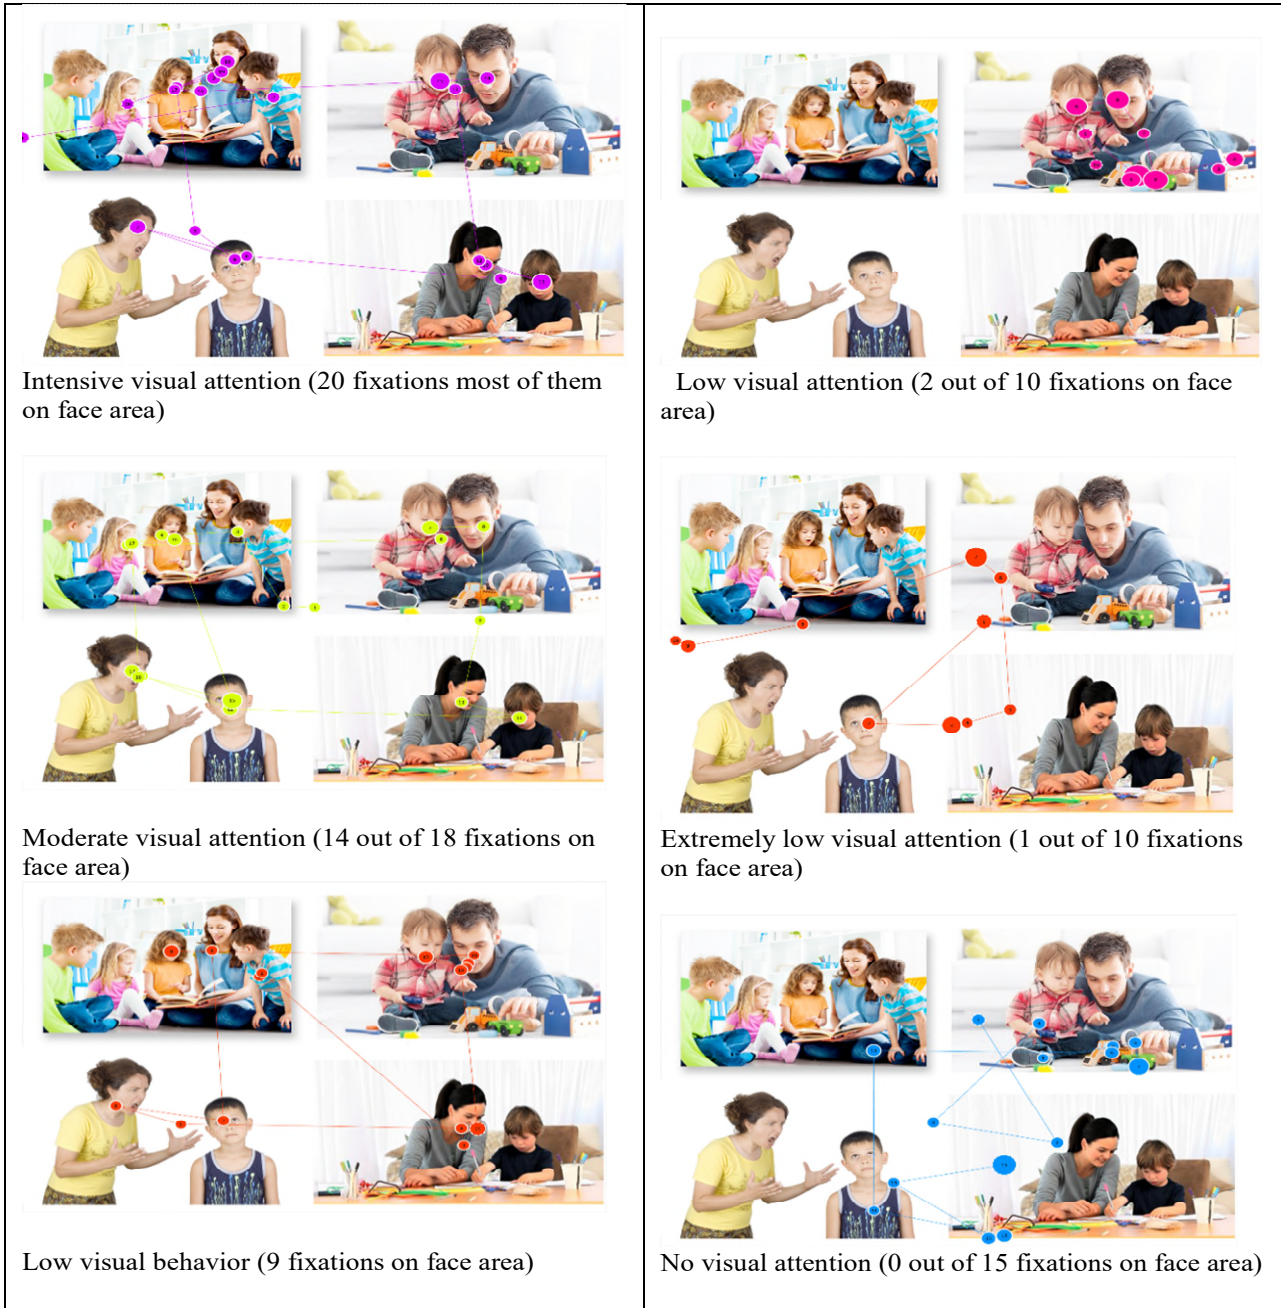 Intensive visual attention (20 fixations most of them
on face area)
Low visual attention (2 out of 10 fixations on face
area)
Moderate visual attention (14 out of 18 fixations on
face area)
Extremely low visual attention (1 out of 10 fixations
on face area)
Low visual behavior (9 fixations on face area)
No visual attention (0 out of 15 fixations on face area)